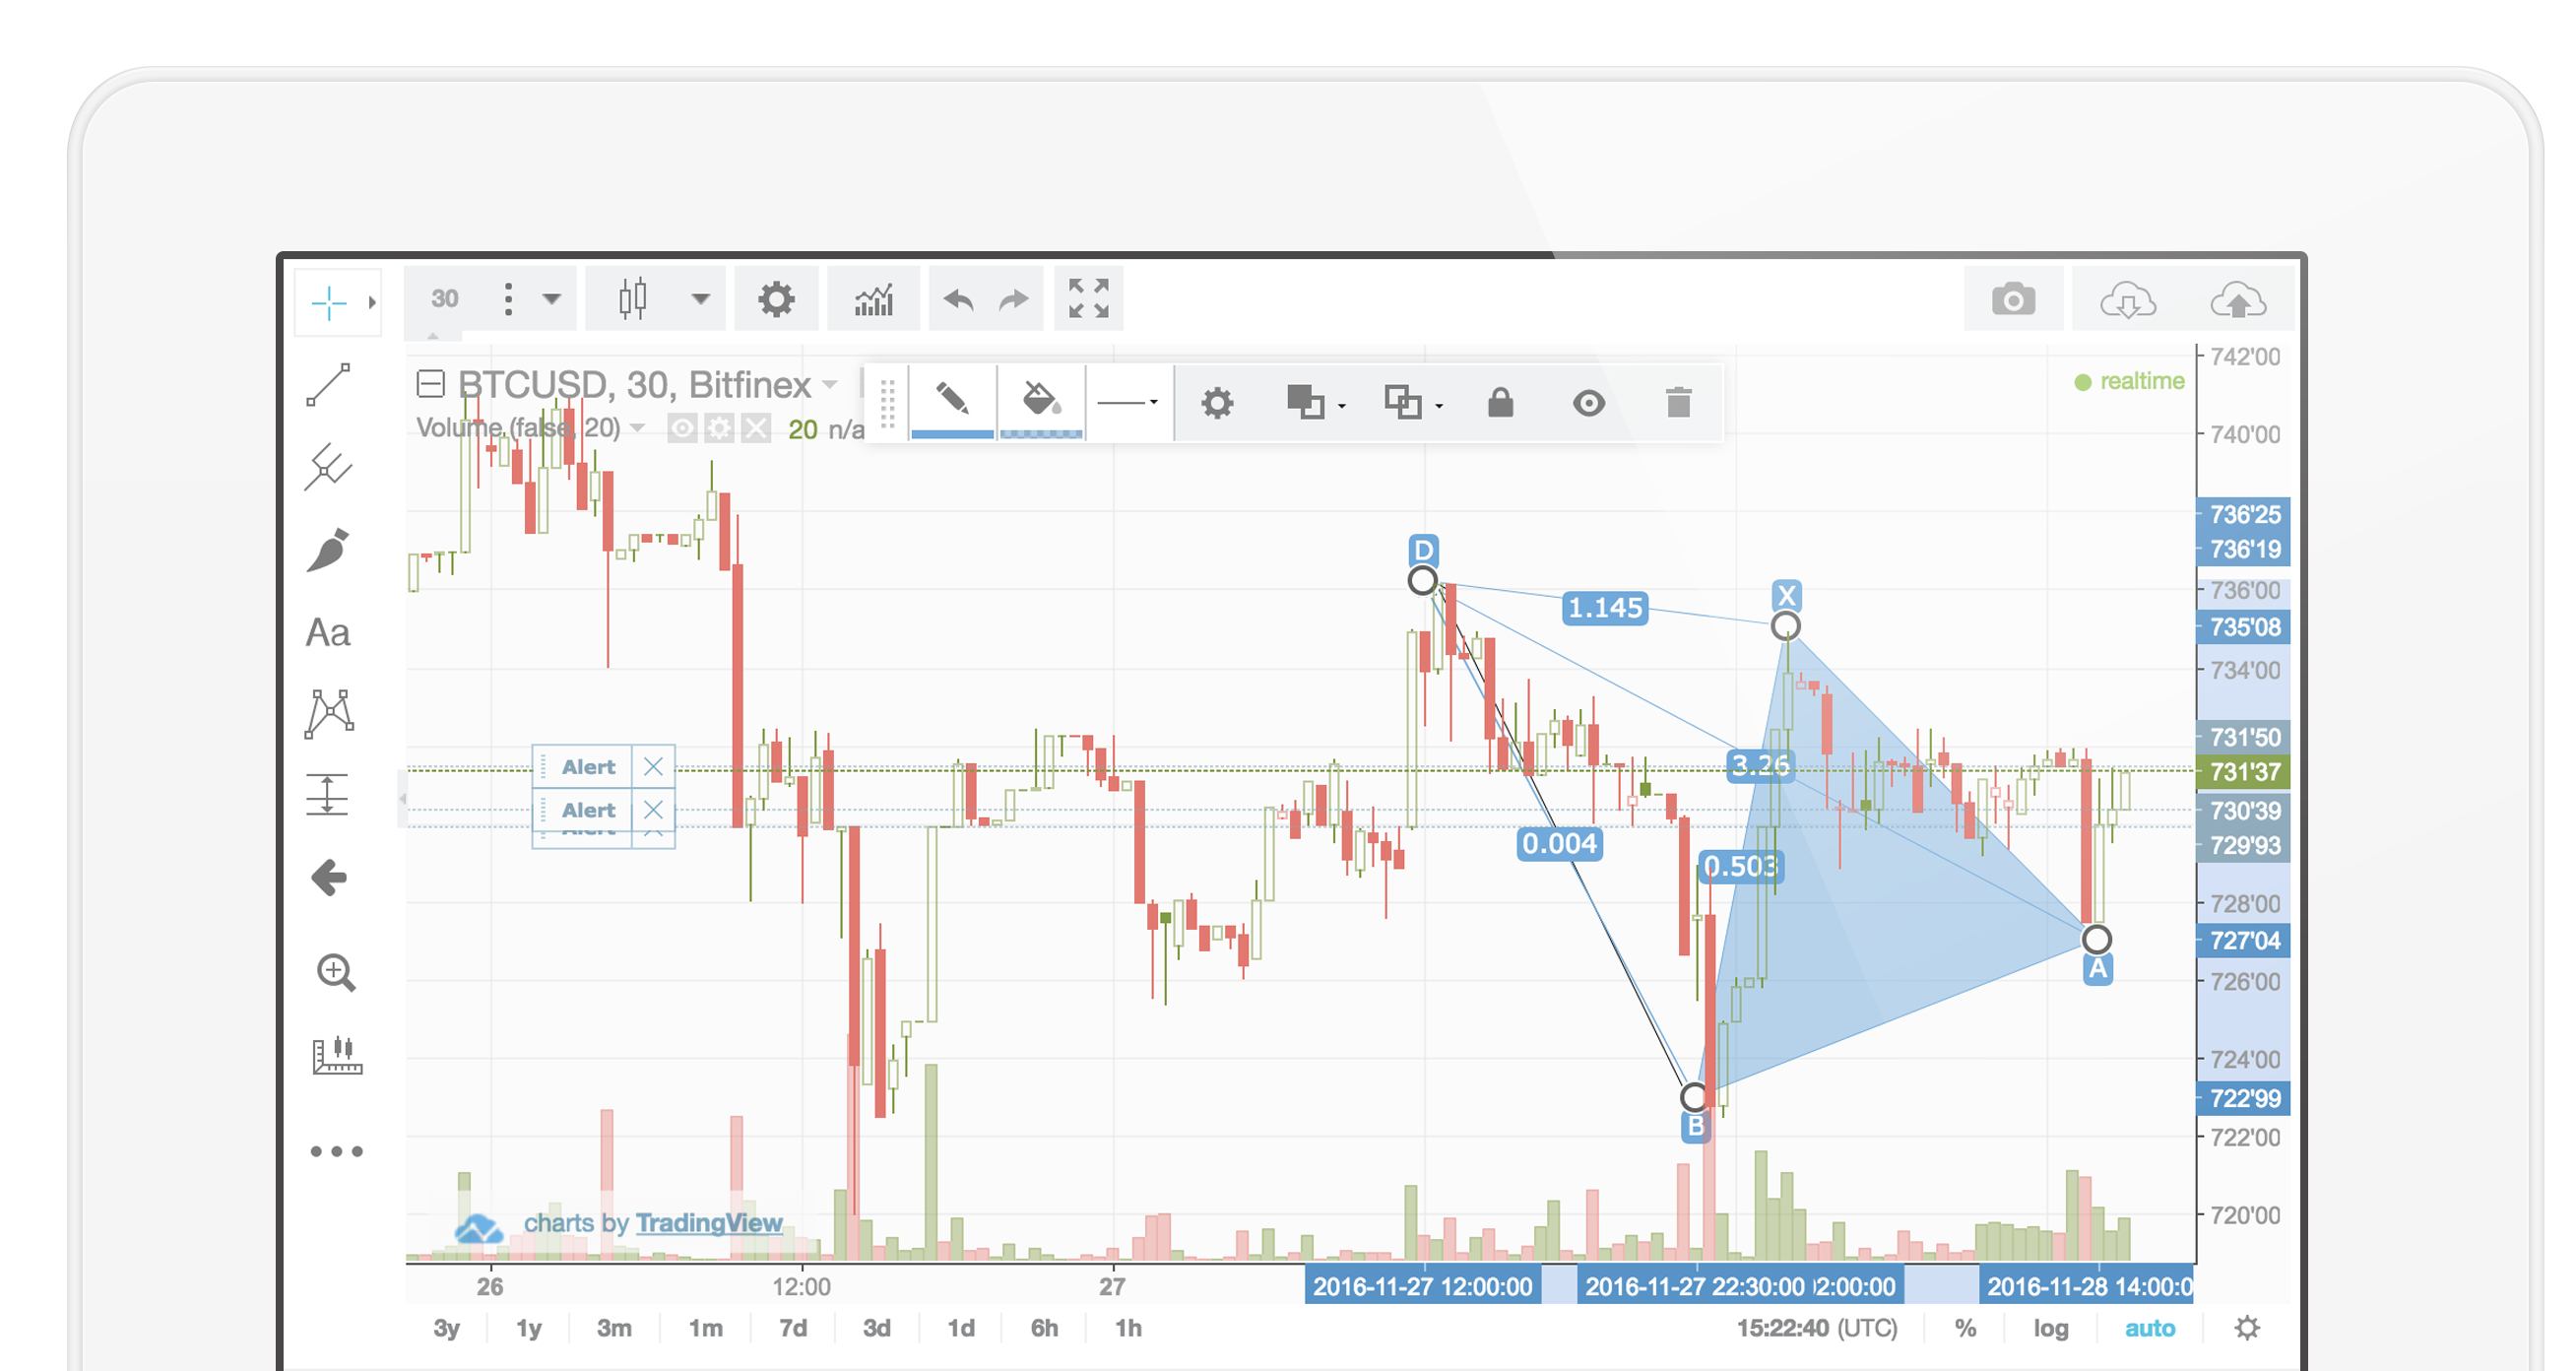 30
BTCUSD, 30, Bitfinex
realtime
Volume (false, 20) 20 n/a
742'00
740'00
736'25
736'19
736'00
735'08
734'00
731'50
731'37
730'39
729'93
728'00
727'04
726'00
724'00
722'99
722'00
720'00
Aa
D
1.145
X
Alert
3.26
Alert
0.004
0.503
A
B
charts by TradingView
26 12:00 27 2016-11-27 12:00:00 2016-11-27 22:30:00 2:00:00 2016-11-28 14:00:0
3y 1y 3m 1m 7d 3d 1d 6h 1h 15:22:40 (UTC) % log auto